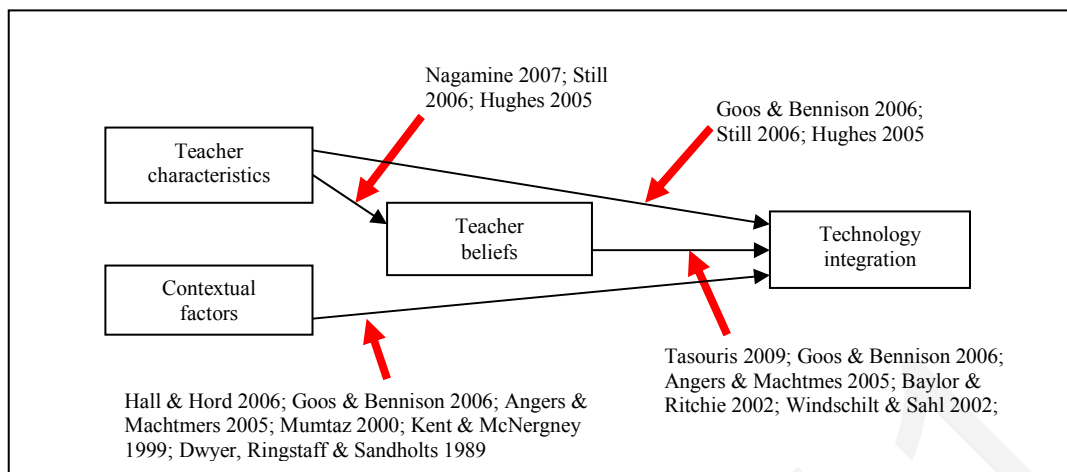 Nagamine 2007; Still
2006; Hughes 2005
Goos & Bennison 2006;
Still 2006; Hughes 2005
Teacher
characteristics
Teacher
beliefs
Technology
integration
Contextual
factors
Hall & Hord 2006; Goos & Bennison 2006; Angers &
Machtmers 2005; Mumtaz 2000; Kent & McNergney
1999; Dwyer, Ringstaff & Sandholts 1989
Tasouris 2009; Goos & Bennison 2006;
Angers & Machtmes 2005; Baylor &
Ritchie 2002; Windschilt & Sahl 2002;